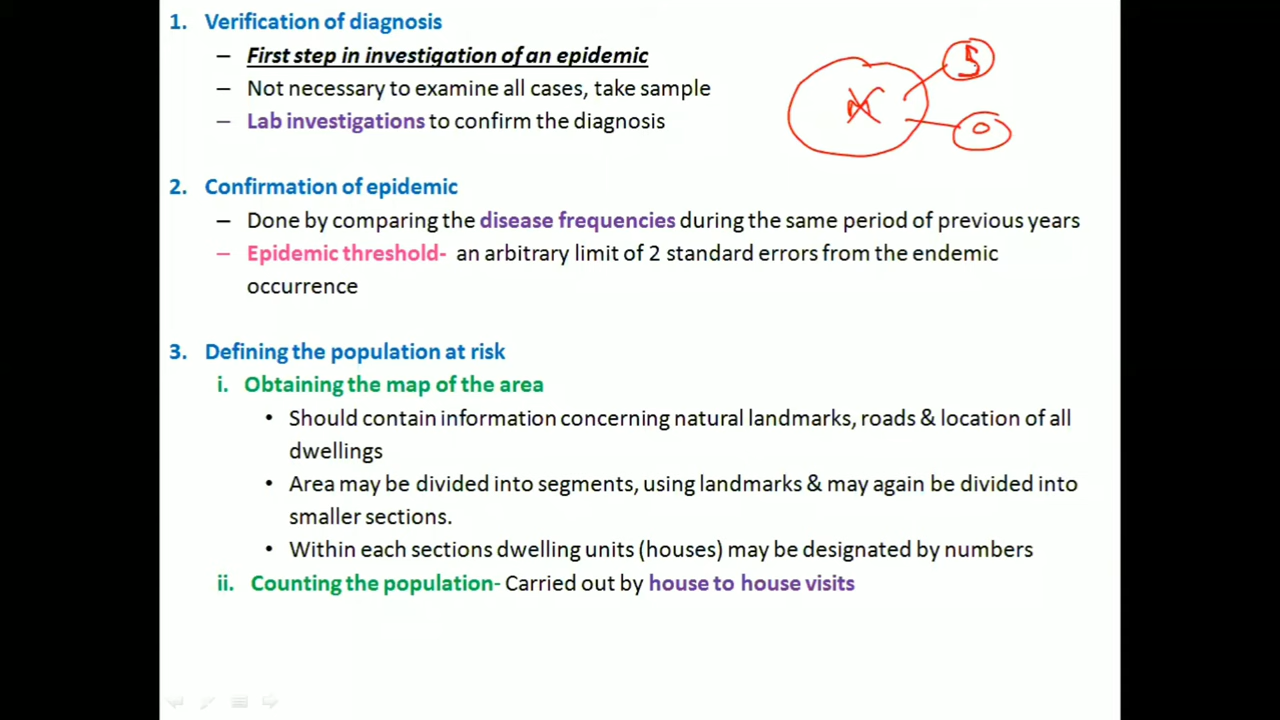 1. Verification of diagnosis
– First step in investigation of an epidemic
– Not necessary to examine all cases, take sample
– Lab investigations to confirm the diagnosis
5
0
2. Confirmation of epidemic
– Done by comparing the disease frequencies during the same period of previous years
– Epidemic threshold- an arbitrary limit of 2 standard errors from the endemic
occurrence
3. Defining the population at risk
i. Obtaining the map of the area
• Should contain information concerning natural landmarks, roads & location of all
dwellings
• Area may be divided into segments, using landmarks & may again be divided into
smaller sections.
• Within each sections dwelling units (houses) may be designated by numbers
ii. Counting the population- Carried out by house to house visits